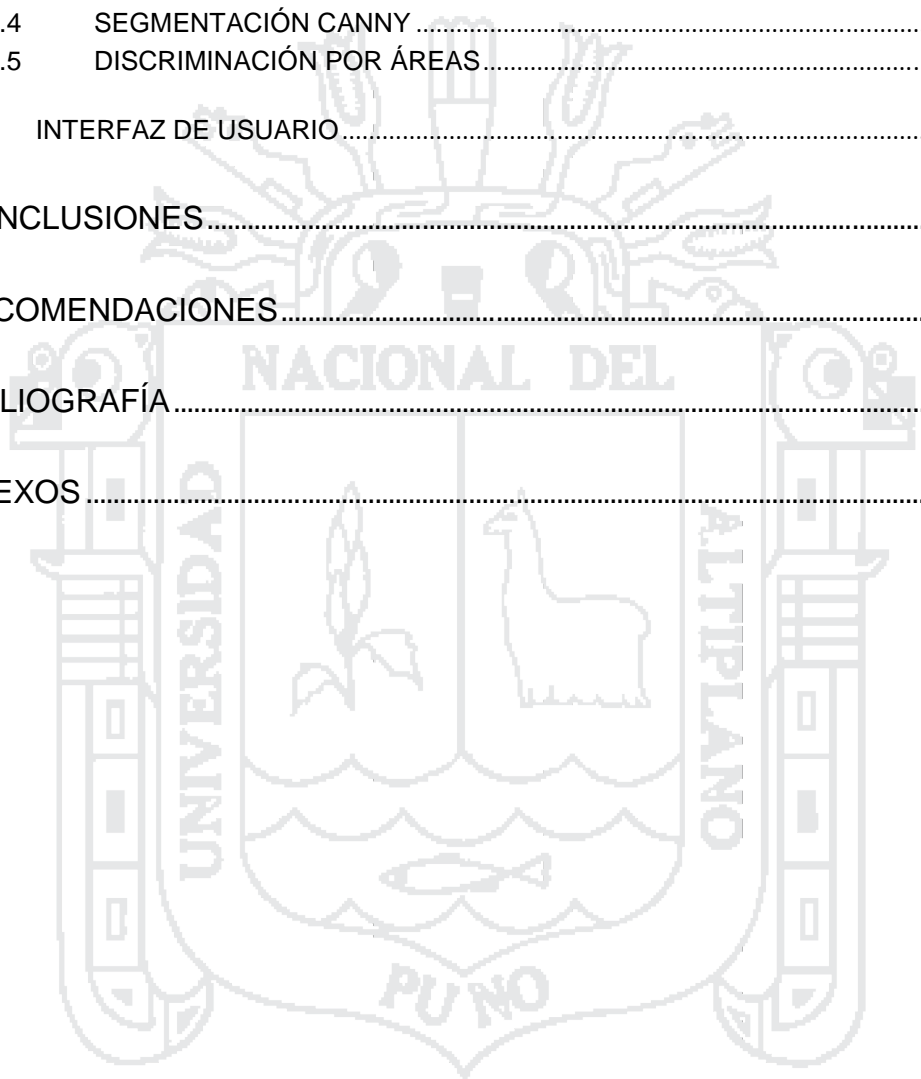 .4 SEGMENTACIÓN CANNY
.5 DISCRIMINACIÓN POR ÁREAS
INTERFAZ DE USUARIO
NCLUSIONES
COMENDACIONES
LIOGRAFÍA
EXOS
NACIONAL DEL
UNIVERSIDAD
ALTIPLANO
PUNO